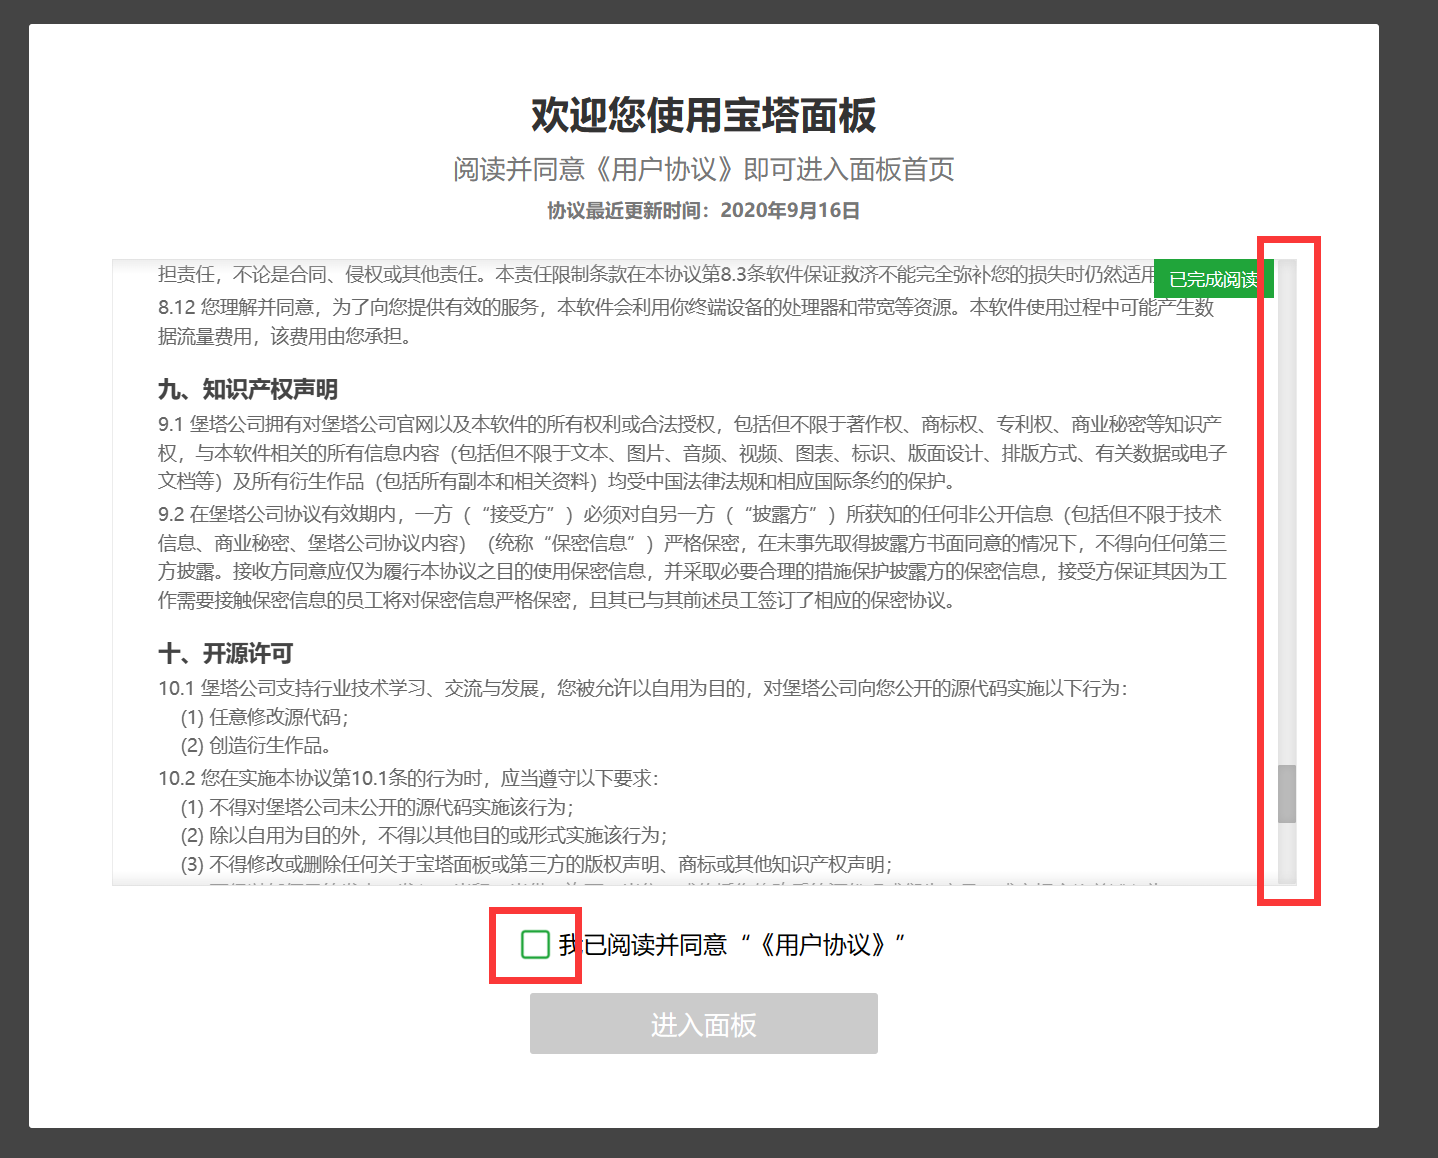 欢迎您使用宝塔面板
阅读并同意《用户协议》即可进入面板首页
协议最近更新时间：2020年9月16日
担责任，不论是合同、侵权或其他责任。本责任限制条款在本协议第8.3条软件保证救济不能完全弥补您的损失时仍然适用
已完成阅读
8.12 您理解并同意，为了向您提供有效的服务，本软件会利用你终端设备的处理器和带宽等资源。本软件使用过程中可能产生数
据流量费用，该费用由您承担。
九、知识产权声明
9.1 堡塔公司拥有对堡塔公司官网以及本软件的所有权利或合法授权，包括但不限于著作权、商标权、专利权、商业秘密等知识产
权，与本软件相关的所有信息内容（包括但不限于文本、图片、音频、视频、图表、标识、版面设计、排版方式、有关数据或电子
文档等）及所有衍生作品（包括所有副本和相关资料）均受中国法律法规和相应国际条约的保护。
9.2 在堡塔公司协议有效期内，一方（“接受方”）必须对自另一方（“披露方”）所获知的任何非公开信息（包括但不限于技术
信息、商业秘密、堡塔公司协议内容）（统称“保密信息”）严格保密，在未事先取得披露方书面同意的情况下，不得向任何第三
方披露。接收方同意应仅为履行本协议之目的使用保密信息，并采取必要合理的措施保护披露方的保密信息，接受方保证其因为工
作需要接触保密信息的员工将对保密信息严格保密，且其已与其前述员工签订了相应的保密协议。
十、开源许可
10.1 堡塔公司支持行业技术学习、交流与发展，您被允许以自用为目的，对堡塔公司向您公开的源代码实施以下行为：
(1) 任意修改源代码；
(2) 创造衍生作品。
10.2 您在实施本协议第10.1条的行为时，应当遵守以下要求：
(1) 不得对堡塔公司未公开的源代码实施该行为；
(2) 除以自用为目的外，不得以其他目的或形式实施该行为；
(3) 不得修改或删除任何关于宝塔面板或第三方的版权声明、商标或其他知识产权声明；
我已阅读并同意“《用户协议》”
进入面板